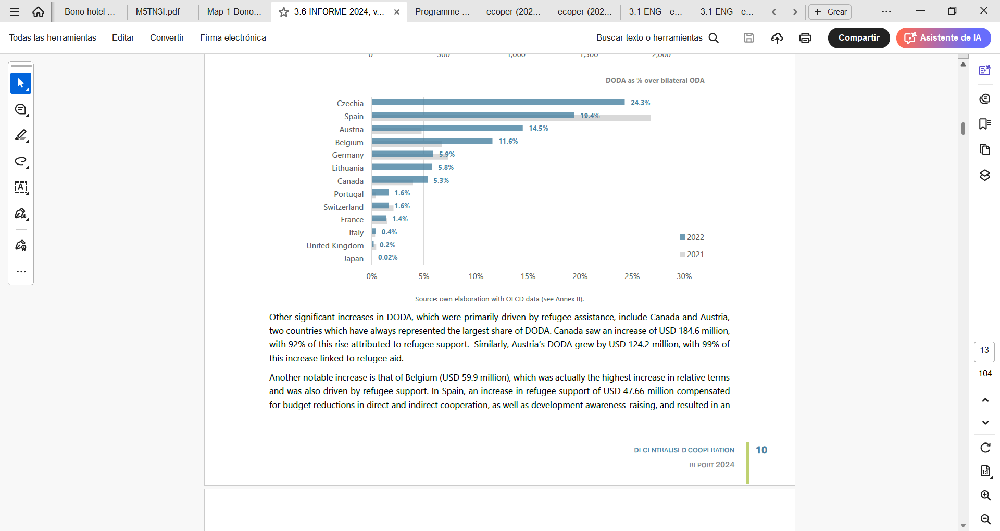 Bono hotel ...
M5TN3I.pdf
Map 1 Dono...
3.6 INFORME 2024, v...
Programme ...
ecoper (202...
ecoper (202...
3.1 ENG - e...
3.1 ENG - e...
Crear
Todas las herramientas
Editar
Convertir
Firma electrónica
Buscar texto o herramientas
Compartir
Asistente de IA
0 500 1,000 1,500 2,000
DODA as % over bilateral ODA
Czechia 24.3%
Spain 19.4%
Austria 14.5%
Belgium 11.6%
Germany 5.9%
Lithuania 5.8%
Canada 5.3%
Portugal 1.6%
Switzerland 1.6%
France 1.4%
Italy 0.4%
United Kingdom 0.2%
Japan 0.02%
2022
2021
0% 5% 10% 15% 20% 25% 30%
Source: own elaboration with OECD data (see Annex II).
Other significant increases in DODA, which were primarily driven by refugee assistance, include Canada and Austria,
two countries which have always represented the largest share of DODA. Canada saw an increase of USD 184.6 million,
with 92% of this rise attributed to refugee support.  Similarly, Austria's DODA grew by USD 124.2 million, with 99% of
this increase linked to refugee aid.
Another notable increase is that of Belgium (USD 59.9 million), which was actually the highest increase in relative terms
and was also driven by refugee support. In Spain, an increase in refugee support of USD 47.66 million compensated
for budget reductions in direct and indirect cooperation, as well as development awareness-raising, and resulted in an
DECENTRALISED COOPERATION 10
REPORT 2024
13
104
1:1